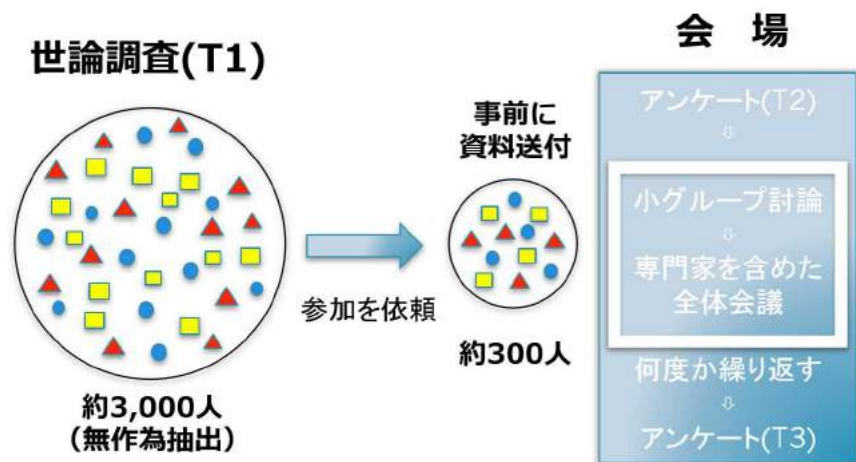 世論調査(T1)
約3,000人
(無作為抽出)
参加を依頼
事前に
資料送付
約300人
会 場
アンケート(T2)
⇩
小グループ討論
⇩
専門家を含めた
全体会議
何度か繰り返す
⇩
アンケート(T3)